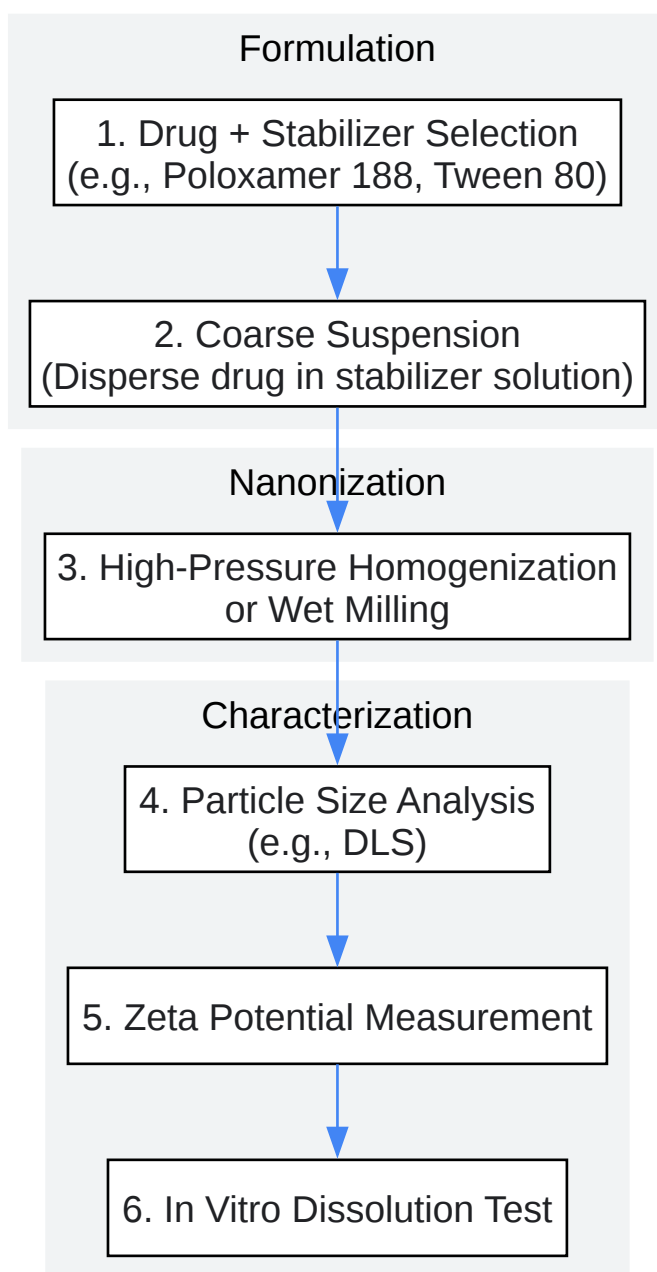 Formulation
1. Drug + Stabilizer Selection
(e.g., Poloxamer 188, Tween 80)
2. Coarse Suspension
(Disperse drug in stabilizer solution)
Nanonization
3. High-Pressure Homogenization
or Wet Milling
Characterization
4. Particle Size Analysis
(e.g., DLS)
5. Zeta Potential Measurement
6. In Vitro Dissolution Test